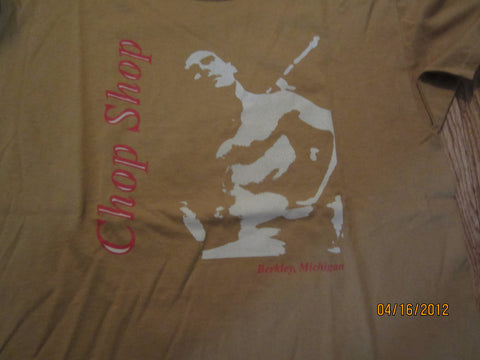 Chop Shop
Berkley, Michigan
04/16/2012